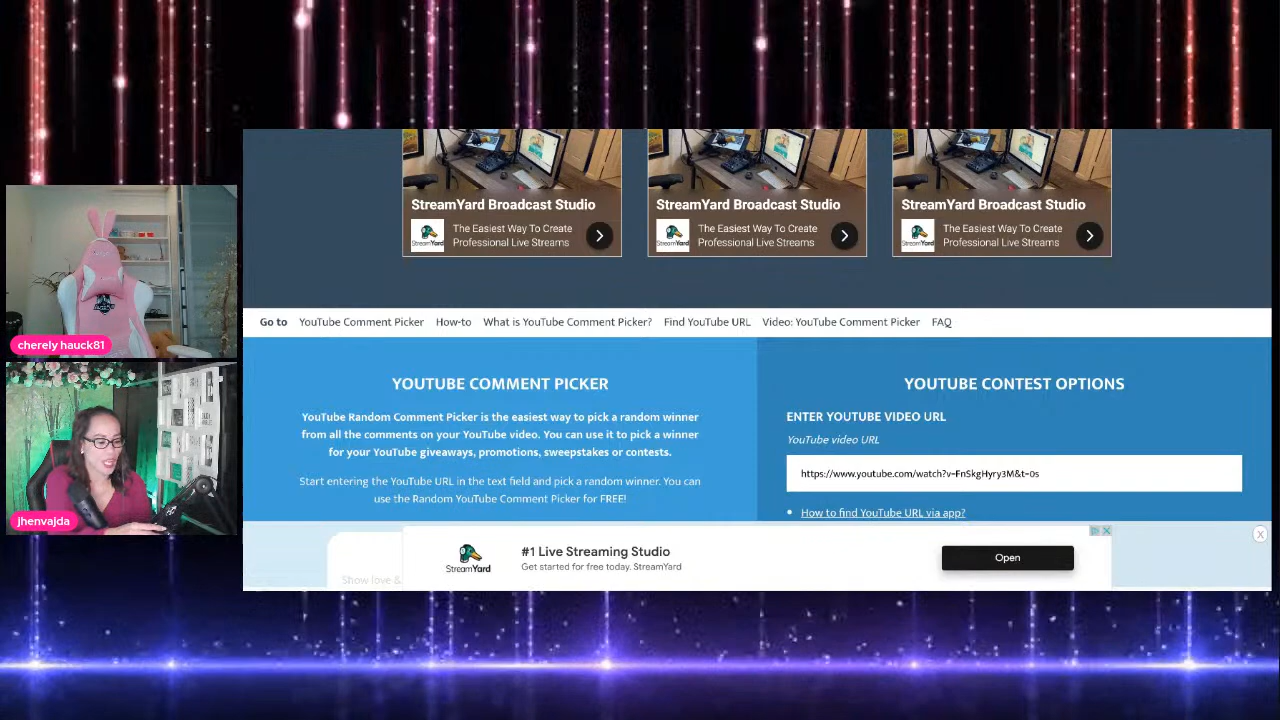 StreamYard Broadcast Studio
StreamYard
The Easiest Way To Create
Professional Live Streams
StreamYard Broadcast Studio
StreamYard
The Easiest Way To Create
Professional Live Streams
StreamYard Broadcast Studio
StreamYard
The Easiest Way To Create
Professional Live Streams
Go to YouTube Comment Picker How-to What is YouTube Comment Picker? Find YouTube URL Video: YouTube Comment Picker FAQ
cherely hauck81
jhenvajda
YOUTUBE COMMENT PICKER
YouTube Random Comment Picker is the easiest way to pick a random winner
from all the comments on your YouTube video. You can use it to pick a winner
for your YouTube giveaways, promotions, sweepstakes or contests.
Start entering the YouTube URL in the text field and pick a random winner. You can
use the Random YouTube Comment Picker for FREE!
YOUTUBE CONTEST OPTIONS
ENTER YOUTUBE VIDEO URL
YouTube video URL
https://www.youtube.com/watch?v=FnSkgHyry3M&t=0s
How to find YouTube URL via app?
Show love &
StreamYard
#1 Live Streaming Studio
Get started for free today. StreamYard
Open
X